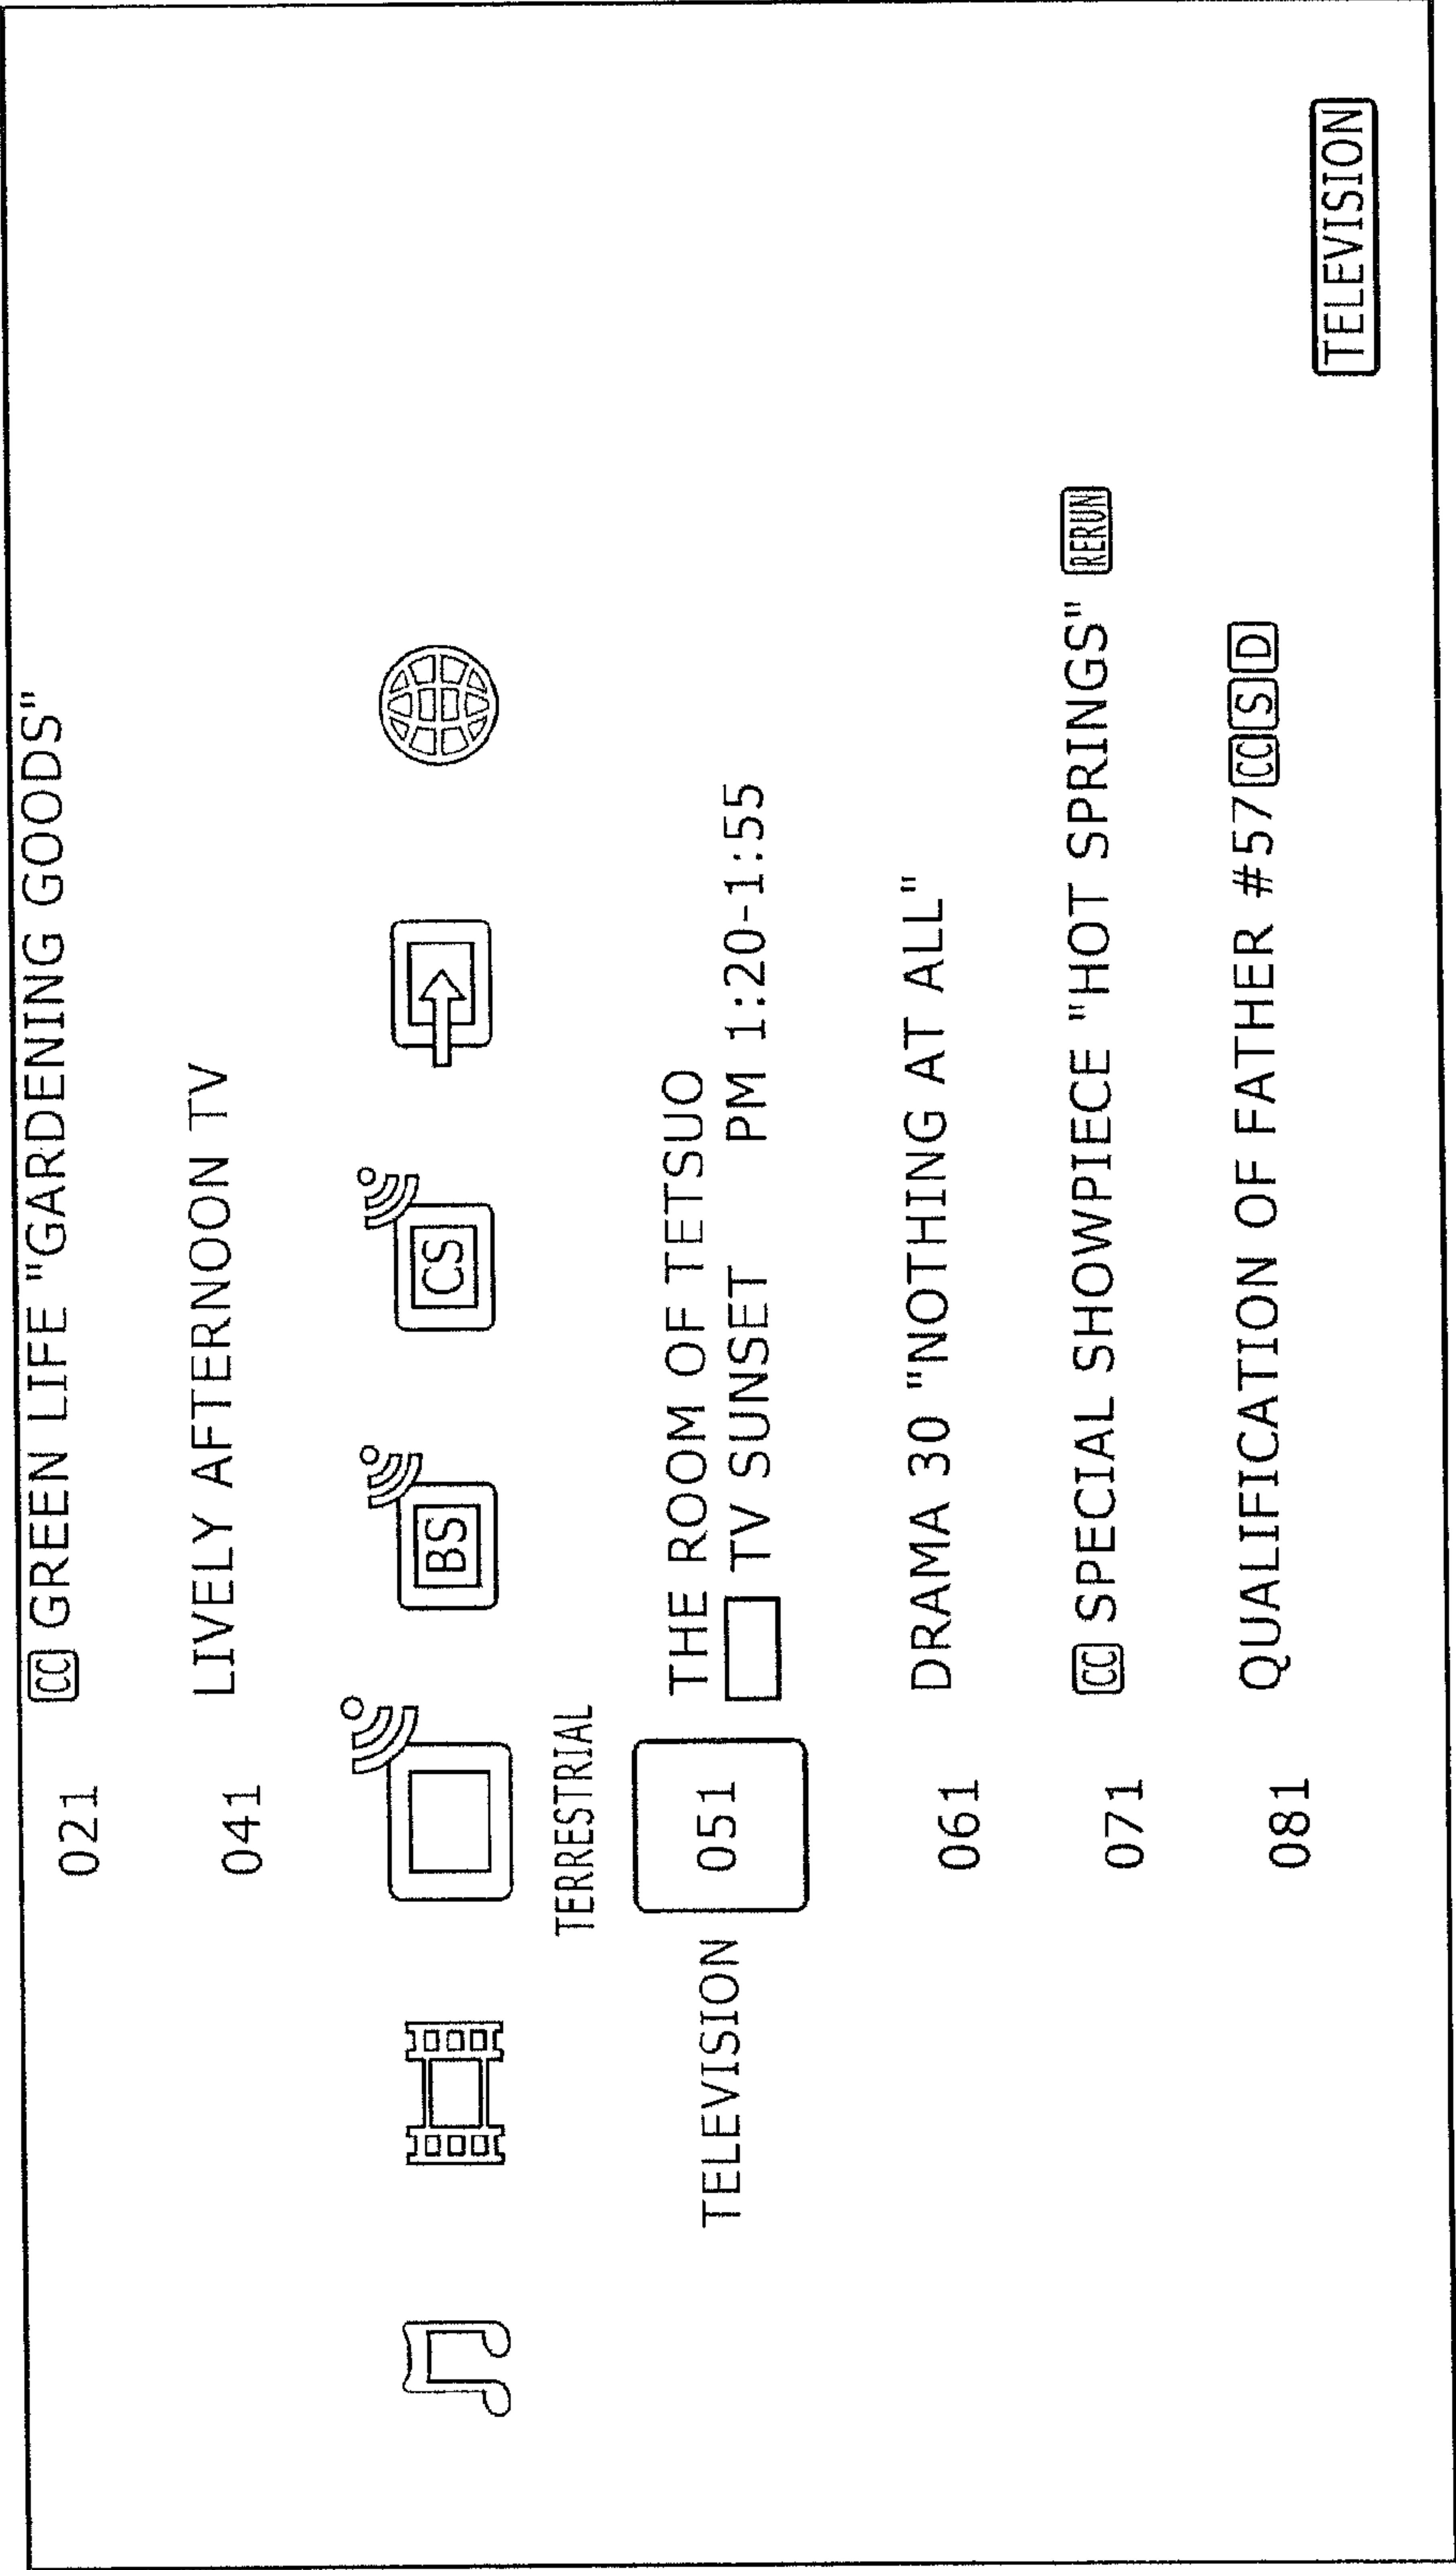 021 CC GREEN LIFE "GARDENING GOODS"
041 LIVELY AFTERNOON TV
BS CS
TERRESTRIAL
THE ROOM OF TETSUO
TELEVISION 051 TV SUNSET PM 1:20-1:55
061 DRAMA 30 "NOTHING AT ALL"
071 CC SPECIAL SHOWPIECE "HOT SPRINGS" RERUN
081 QUALIFICATION OF FATHER #57 CC S D
TELEVISION